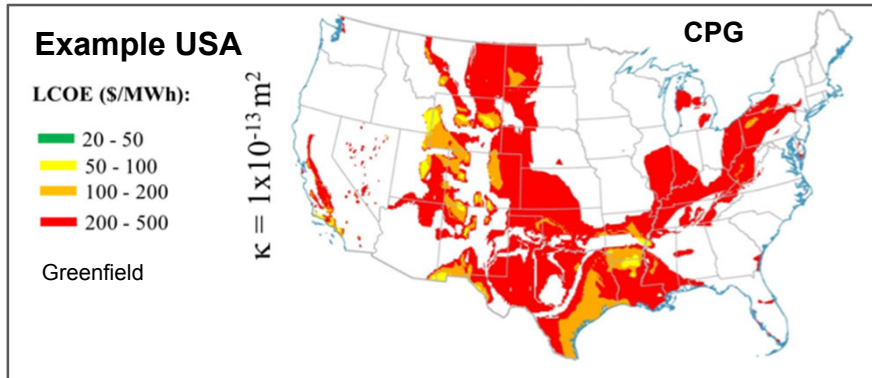 Example USA
CPG
LCOE ($/MWh):
20 - 50
50 - 100
100 - 200
200 - 500
Greenfield
κ = 1x10⁻¹³ m²